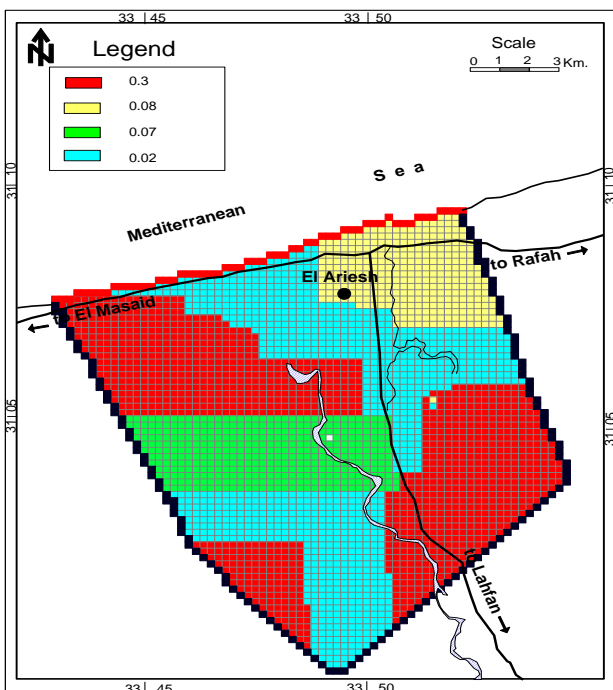 33 45 33 50
N
Legend
0.3
0.08
0.07
0.02
Scale
0 1 2 3 Km.
31 10
31 10
Mediterranean Sea
to Rafah
El Ariesh
to El Masaid
31 05
31 05
to Lahfan
33 45 33 50